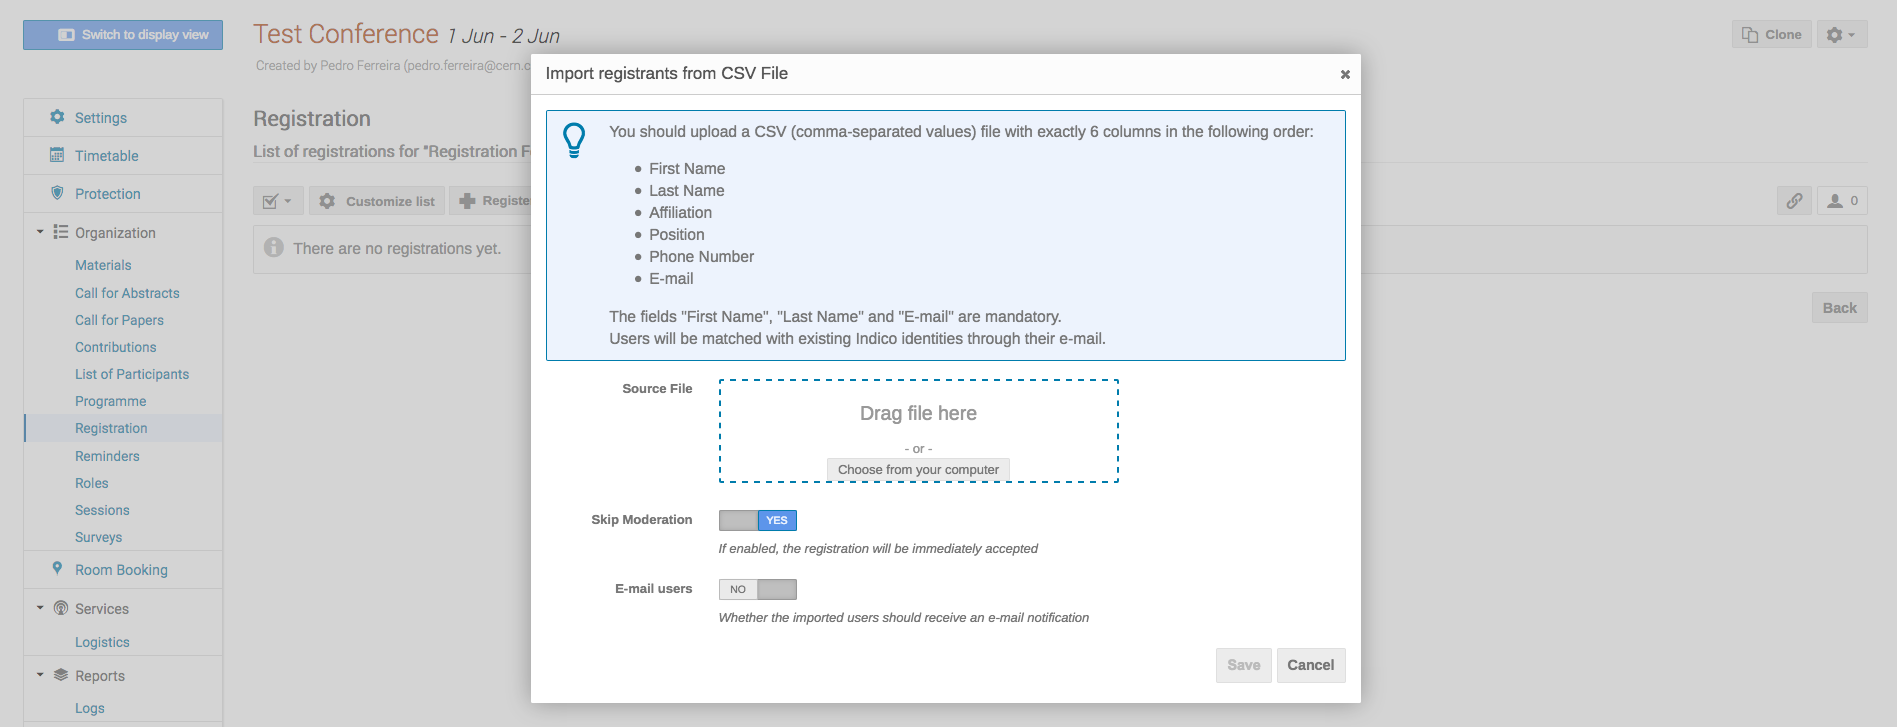 Switch to display view
Test Conference 1 Jun - 2 Jun
Clone
Created by Pedro Ferreira (pedro.ferreira@cern.c
Import registrants from CSV File
Settings
Timetable
Protection
Organization
Materials
Call for Abstracts
Call for Papers
Contributions
List of Participants
Programme
Registration
Reminders
Roles
Sessions
Surveys
Room Booking
Services
Logistics
Reports
Logs
Registration
List of registrations for "Registration F
Customize list
Registe
0
There are no registrations yet.
Back
You should upload a CSV (comma-separated values) file with exactly 6 columns in the following order:
First Name
Last Name
Affiliation
Position
Phone Number
E-mail
The fields "First Name", "Last Name" and "E-mail" are mandatory.
Users will be matched with existing Indico identities through their e-mail.
Source File
Drag file here
- or -
Choose from your computer
Skip Moderation
YES
If enabled, the registration will be immediately accepted
E-mail users
NO
Whether the imported users should receive an e-mail notification
Save
Cancel